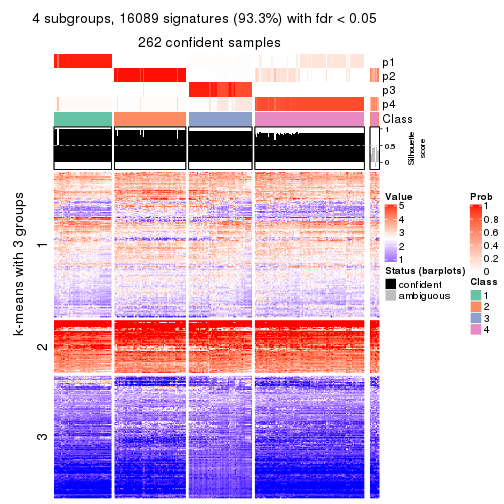 4 subgroups, 16089 signatures (93.3%) with fdr < 0.05
262 confident samples
p1
p2
p3
p4
Class
1
0.5
0
Silhouette
score
k-means with 3 groups
1
2
3
Value
5
4
3
2
1
Status (barplots)
confident
ambiguous
Prob
1
0.8
0.6
0.4
0.2
0
Class
1
2
3
4